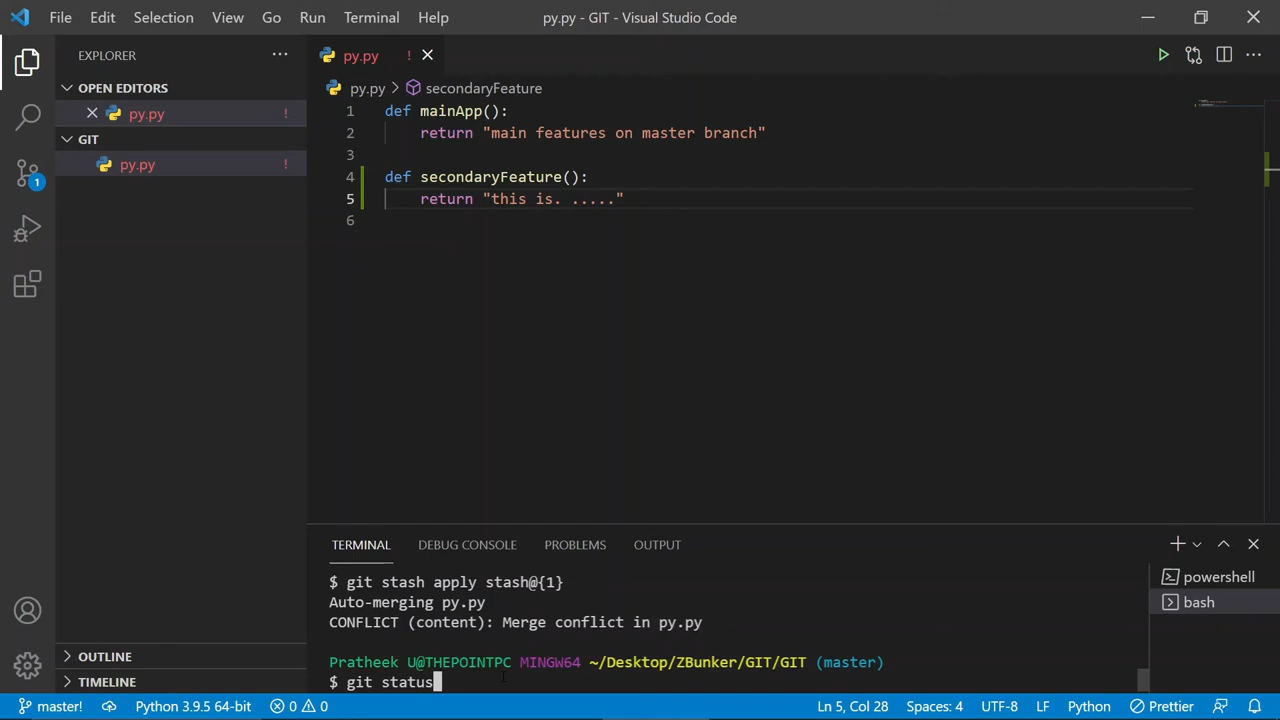 File Edit Selection View Go Run Terminal Help
py.py - GIT - Visual Studio Code
EXPLORER
OPEN EDITORS
py.py !
GIT
py.py !
1
OUTLINE
TIMELINE
py.py !
py.py > secondaryFeature
1 def mainApp():
2 return "main features on master branch"
3
4 def secondaryFeature():
5 return "this is. ....."
6
TERMINAL DEBUG CONSOLE PROBLEMS OUTPUT
$ git stash apply stash@{1}
Auto-merging py.py
CONFLICT (content): Merge conflict in py.py
Pratheek U@THEPOINTPC MINGW64 ~/Desktop/ZBunker/GIT/GIT (master)
$ git status
powershell
bash
master! Python 3.9.5 64-bit 0 0 Ln 5, Col 28 Spaces: 4 UTF-8 LF Python Prettier